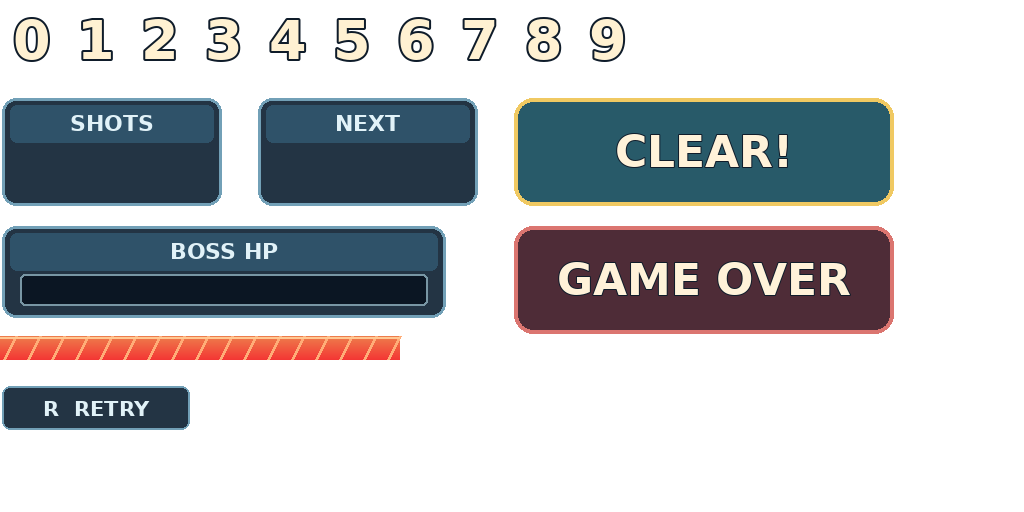 0 1 2 3 4 5 6 7 8 9
SHOTS
NEXT
CLEAR!
BOSS HP
GAME OVER
R RETRY